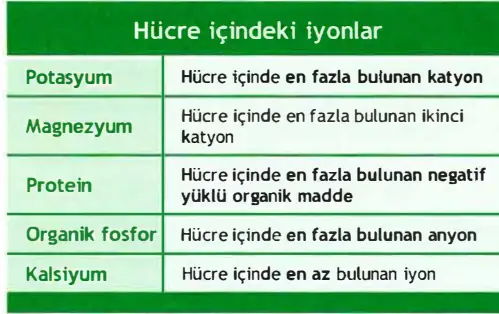 Hücre içindeki iyonlar
Potasyum
Hücre içinde en fazla bulunan katyon
Magnezyum
Hücre içinde en fazla bulunan ikinci
katyon
Protein
Hücre içinde en fazla bulunan negatif
yüklü organik madde
Organik fosfor
Hücre içinde en fazla bulunan anyon
Kalsiyum
Hücre içinde en az bulunan iyon